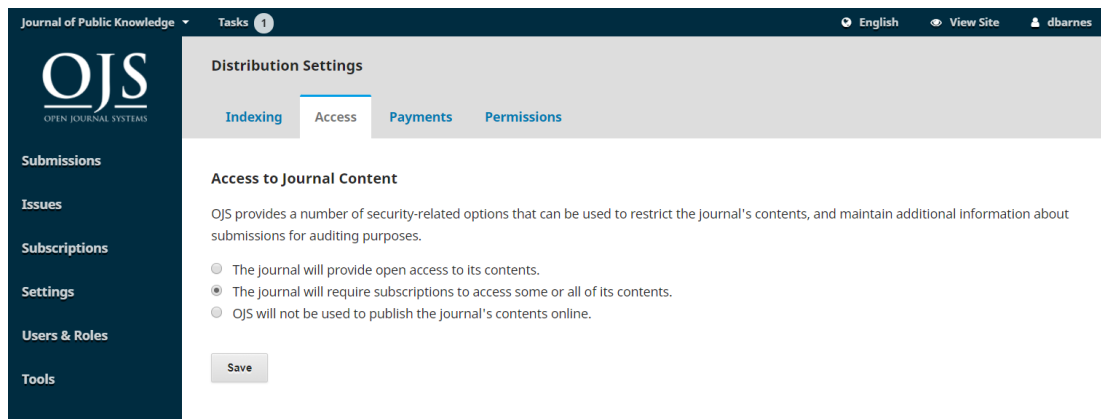 Journal of Public Knowledge Tasks 1 English View Site dbarnes
OJS
OPEN JOURNAL SYSTEMS
Submissions
Issues
Subscriptions
Settings
Users & Roles
Tools
Distribution Settings
Indexing Access Payments Permissions
Access to Journal Content
OJS provides a number of security-related options that can be used to restrict the journal's contents, and maintain additional information about
submissions for auditing purposes.
The journal will provide open access to its contents.
The journal will require subscriptions to access some or all of its contents.
OJS will not be used to publish the journal's contents online.
Save